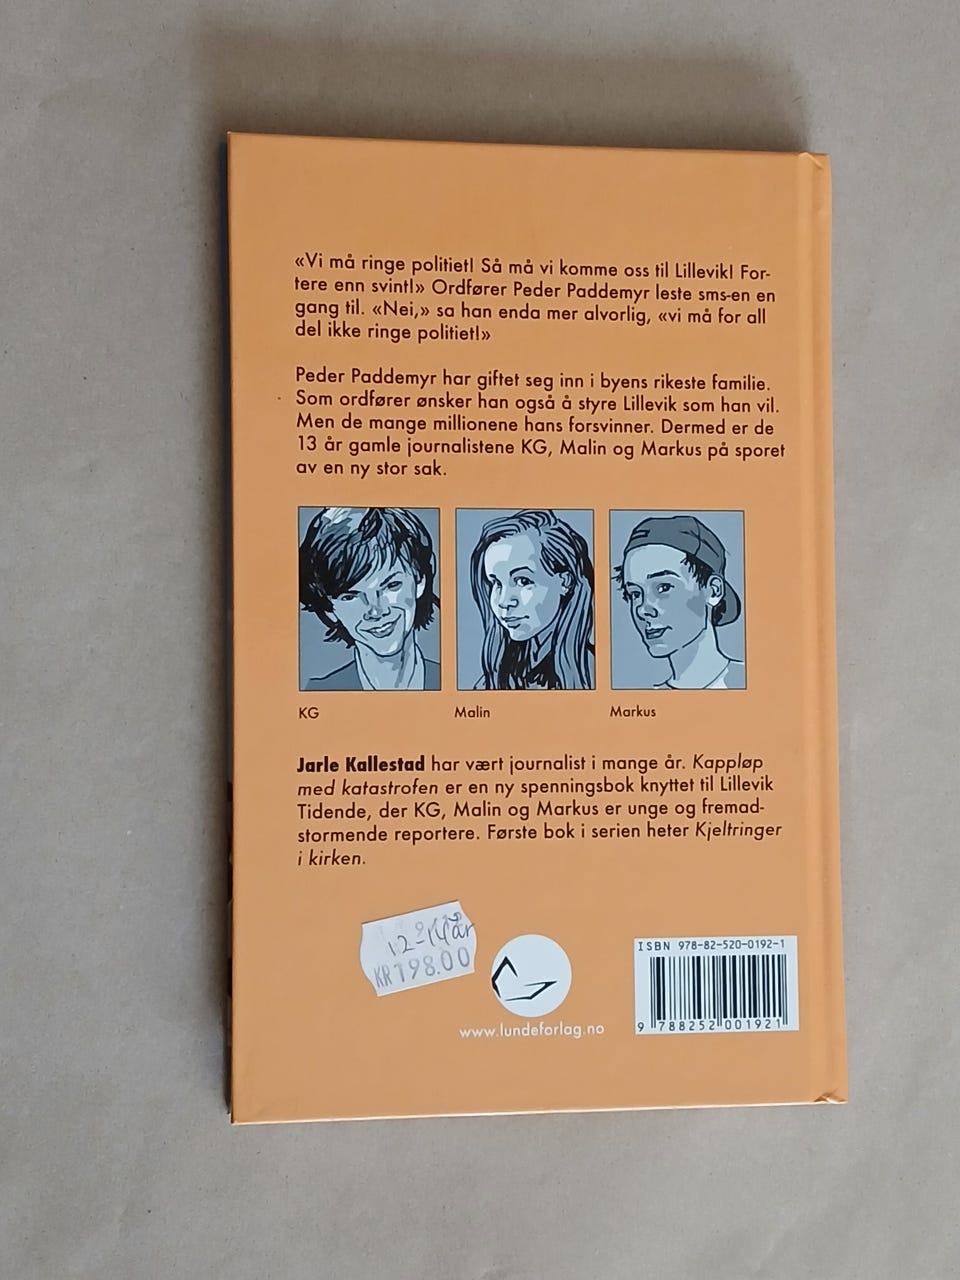 «Vi må ringe politiet! Så må vi komme oss til Lillevik! For-
tere enn svint!» Ordfører Peder Paddemyr leste sms-en en
gang til. «Nei,» sa han enda mer alvorlig, «vi må for all
del ikke ringe politiet!»
Peder Paddemyr har giftet seg inn i byens rikeste familie.
Som ordfører ønsker han også å styre Lillevik som han vil.
Men de mange millionene hans forsvinner. Dermed er de
13 år gamle journalistene KG, Malin og Markus på sporet
av en ny stor sak.
KG
Malin
Markus
Jarle Kallestad har vært journalist i mange år. Kappløp
med katastrofen er en ny spenningsbok knyttet til Lillevik
Tidende, der KG, Malin og Markus er unge og fremad-
stormende reportere. Første bok i serien heter Kjeltringer
i kirken.
12-14 år
KR 198.00
www.lundeforlag.no
ISBN 978-82-520-0192-1
9 788252 001921